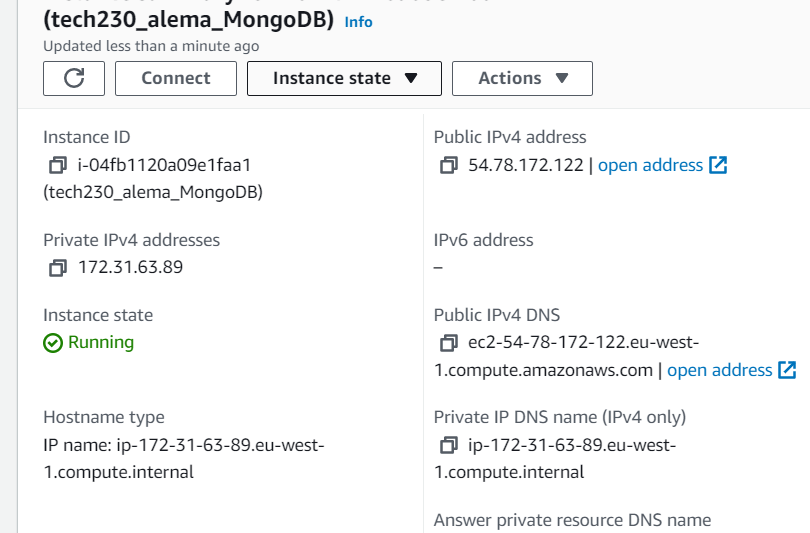 (tech230_alema_MongoDB) Info
Updated less than a minute ago
Connect
Instance state
Actions
Instance ID
i-04fb1120a09e1faa1
(tech230_alema_MongoDB)
Public IPv4 address
54.78.172.122 | open address
Private IPv4 addresses
172.31.63.89
IPv6 address
–
Instance state
Running
Public IPv4 DNS
ec2-54-78-172-122.eu-west-
1.compute.amazonaws.com | open address
Hostname type
IP name: ip-172-31-63-89.eu-west-
1.compute.internal
Private IP DNS name (IPv4 only)
ip-172-31-63-89.eu-west-
1.compute.internal
Answer private resource DNS name